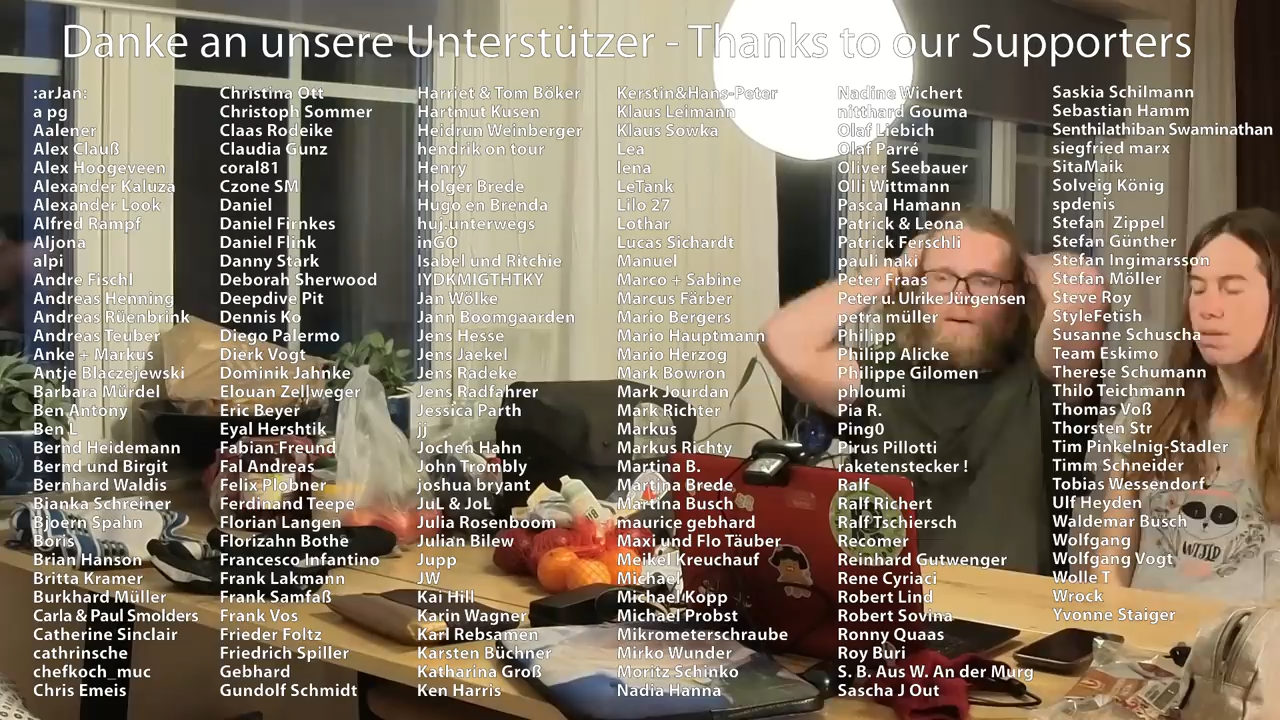 Danke an unsere Unterstützer - Thanks to our Supporters
:arJan:
a pg
Aalener
Alex Clauß
Alex Hoogeveen
Alexander Kaluza
Alexander Look
Alfred Rampf
Aljona
alpi
Andre Fischl
Andreas Henning
Andreas Rüenbrink
Andreas Teuber
Anke + Markus
Antje Blaczejewski
Barbara Mürdel
Ben Antony
Ben L
Bernd Heidemann
Bernd und Birgit
Bernhard Waldis
Bianka Schreiner
Bjoern Spahn
Boris
Brian Hanson
Britta Kramer
Burkhard Müller
Carla & Paul Smolders
Catherine Sinclair
cathrinsche
chefkoch_muc
Chris Emeis
Christina Ott
Christoph Sommer
Claas Rodeike
Claudia Gunz
coral81
Czone SM
Daniel
Daniel Firnkes
Daniel Flink
Danny Stark
Deborah Sherwood
Deepdive Pit
Dennis Ko
Diego Palermo
Dierk Vogt
Dominik Jahnke
Elouan Zellweger
Eric Beyer
Eyal Hershtik
Fabian Freund
Fal Andreas
Felix Plobner
Ferdinand Teepe
Florian Langen
Florizahn Bothe
Francesco Infantino
Frank Lakmann
Frank Samfaß
Frank Vos
Frieder Foltz
Friedrich Spiller
Gebhard
Gundolf Schmidt
Harriet & Tom Böker
Hartmut Kusen
Heidrun Weinberger
hendrik on tour
Henry
Holger Brede
Hugo en Brenda
huj.unterwegs
inGO
Isabel und Ritchie
IYDKMIGTHTKY
Jan Wölke
Jann Boomgaarden
Jens Hesse
Jens Jaekel
Jens Radeke
Jens Radfahrer
Jessica Parth
jj
Jochen Hahn
John Trombly
joshua bryant
JuL & JoL
Julia Rosenboom
Julian Bilew
Jupp
JW
Kai Hill
Karin Wagner
Karl Rebsamen
Karsten Büchner
Katharina Groß
Ken Harris
Kerstin&Hans-Peter
Klaus Leimann
Klaus Sowka
Lea
lena
LeTank
Lilo 27
Lothar
Lucas Sichardt
Manuel
Marco + Sabine
Marcus Färber
Mario Bergers
Mario Hauptmann
Mario Herzog
Mark Bowron
Mark Jourdan
Mark Richter
Markus
Markus Richty
Martina B.
Martina Brede
Martina Busch
maurice gebhard
Maxi und Flo Täuber
Meikel Kreuchauf
Michael
Michael Kopp
Michael Probst
Mikrometerschraube
Mirko Wunder
Moritz Schinko
Nadia Hanna
Nadine Wichert
nitthard Gouma
Olaf Liebich
Olaf Parré
Oliver Seebauer
Olli Wittmann
Pascal Hamann
Patrick & Leona
Patrick Ferschli
pauli naki
Peter Fraas
Peter u. Ulrike Jürgensen
petra müller
Philipp
Philipp Alicke
Philippe Gilomen
phloumi
Pia R.
Ping0
Pirus Pillotti
raketenstecker !
Ralf
Ralf Richert
Ralf Tschiersch
Recomer
Reinhard Gutwenger
Rene Cyriaci
Robert Lind
Robert Sovina
Ronny Quaas
Roy Buri
S. B. Aus W. An der Murg
Sascha J Out
Saskia Schilmann
Sebastian Hamm
Senthilathiban Swaminathan
siegfried marx
SitaMaik
Solveig König
spdenis
Stefan Zippel
Stefan Günther
Stefan Ingimarsson
Stefan Möller
Steve Roy
StyleFetish
Susanne Schuscha
Team Eskimo
Therese Schumann
Thilo Teichmann
Thomas Voß
Thorsten Str
Tim Pinkelnig-Stadler
Timm Schneider
Tobias Wessendorf
Ulf Heyden
Waldemar Busch
Wolfgang
Wolfgang Vogt
Wolle T
Wrock
Yvonne Staiger
WILD